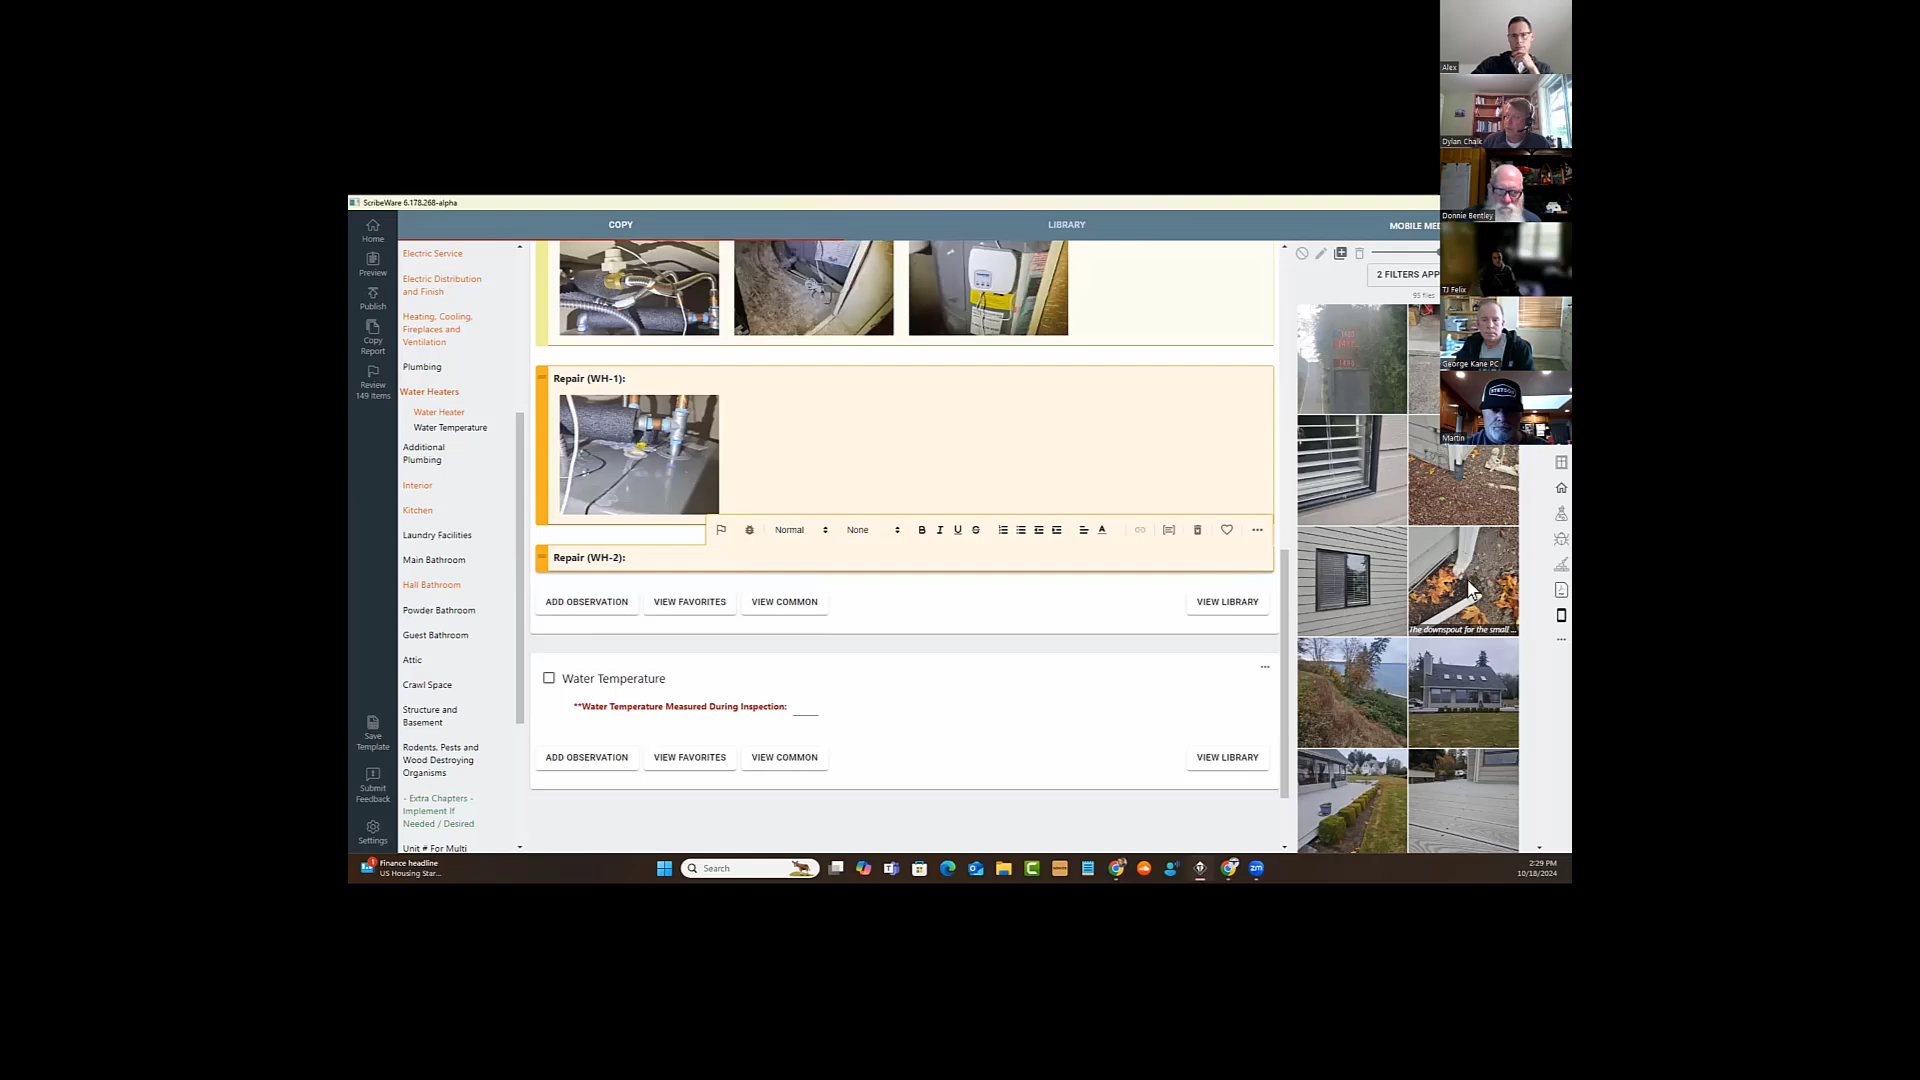 Alex
Dylan Chalk
Donnie Bentley
TJ Felix
George Kane PC
Martin
ScribeWare 6.178.268-alpha
COPY
LIBRARY
MOBILE MED
Home
Preview
Publish
Copy
Report
Review
149 Items
Save
Template
Submit
Feedback
Settings
Electric Service
Electric Distribution
and Finish
Heating, Cooling,
Fireplaces and
Ventilation
Plumbing
Water Heaters
Water Heater
Water Temperature
Additional
Plumbing
Interior
Kitchen
Laundry Facilities
Main Bathroom
Hall Bathroom
Powder Bathroom
Guest Bathroom
Attic
Crawl Space
Structure and
Basement
Rodents, Pests and
Wood Destroying
Organisms
- Extra Chapters -
Implement If
Needed / Desired
Unit # For Multi
Repair (WH-1):
Normal
None
B I U S
A
Repair (WH-2):
ADD OBSERVATION
VIEW FAVORITES
VIEW COMMON
VIEW LIBRARY
Water Temperature
**Water Temperature Measured During Inspection: ____
ADD OBSERVATION
VIEW FAVORITES
VIEW COMMON
VIEW LIBRARY
2 FILTERS APP
95 files
The downspout for the small ...
1
Finance headline
US Housing Star...
Search
zm
2:29 PM
10/18/2024